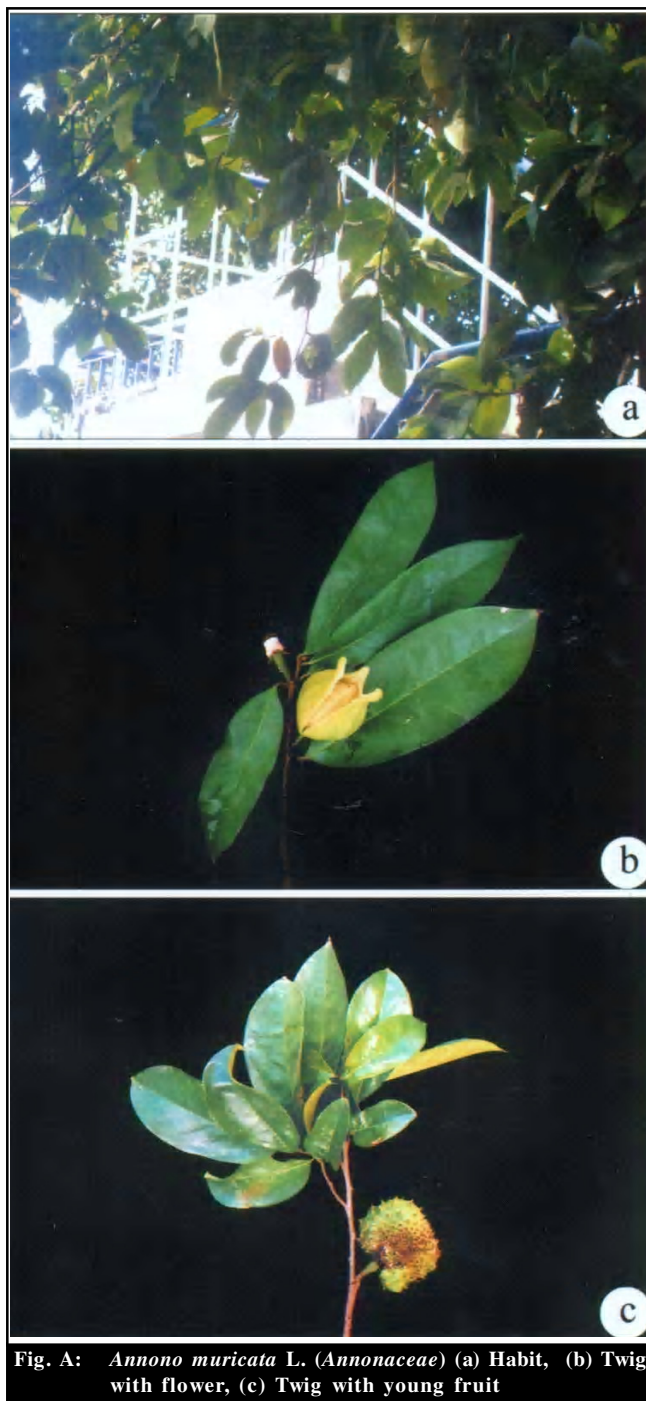 a
b
c
Fig. A: Annono muricata L. (Annonaceae) (a) Habit, (b) Twig
with flower, (c) Twig with young fruit